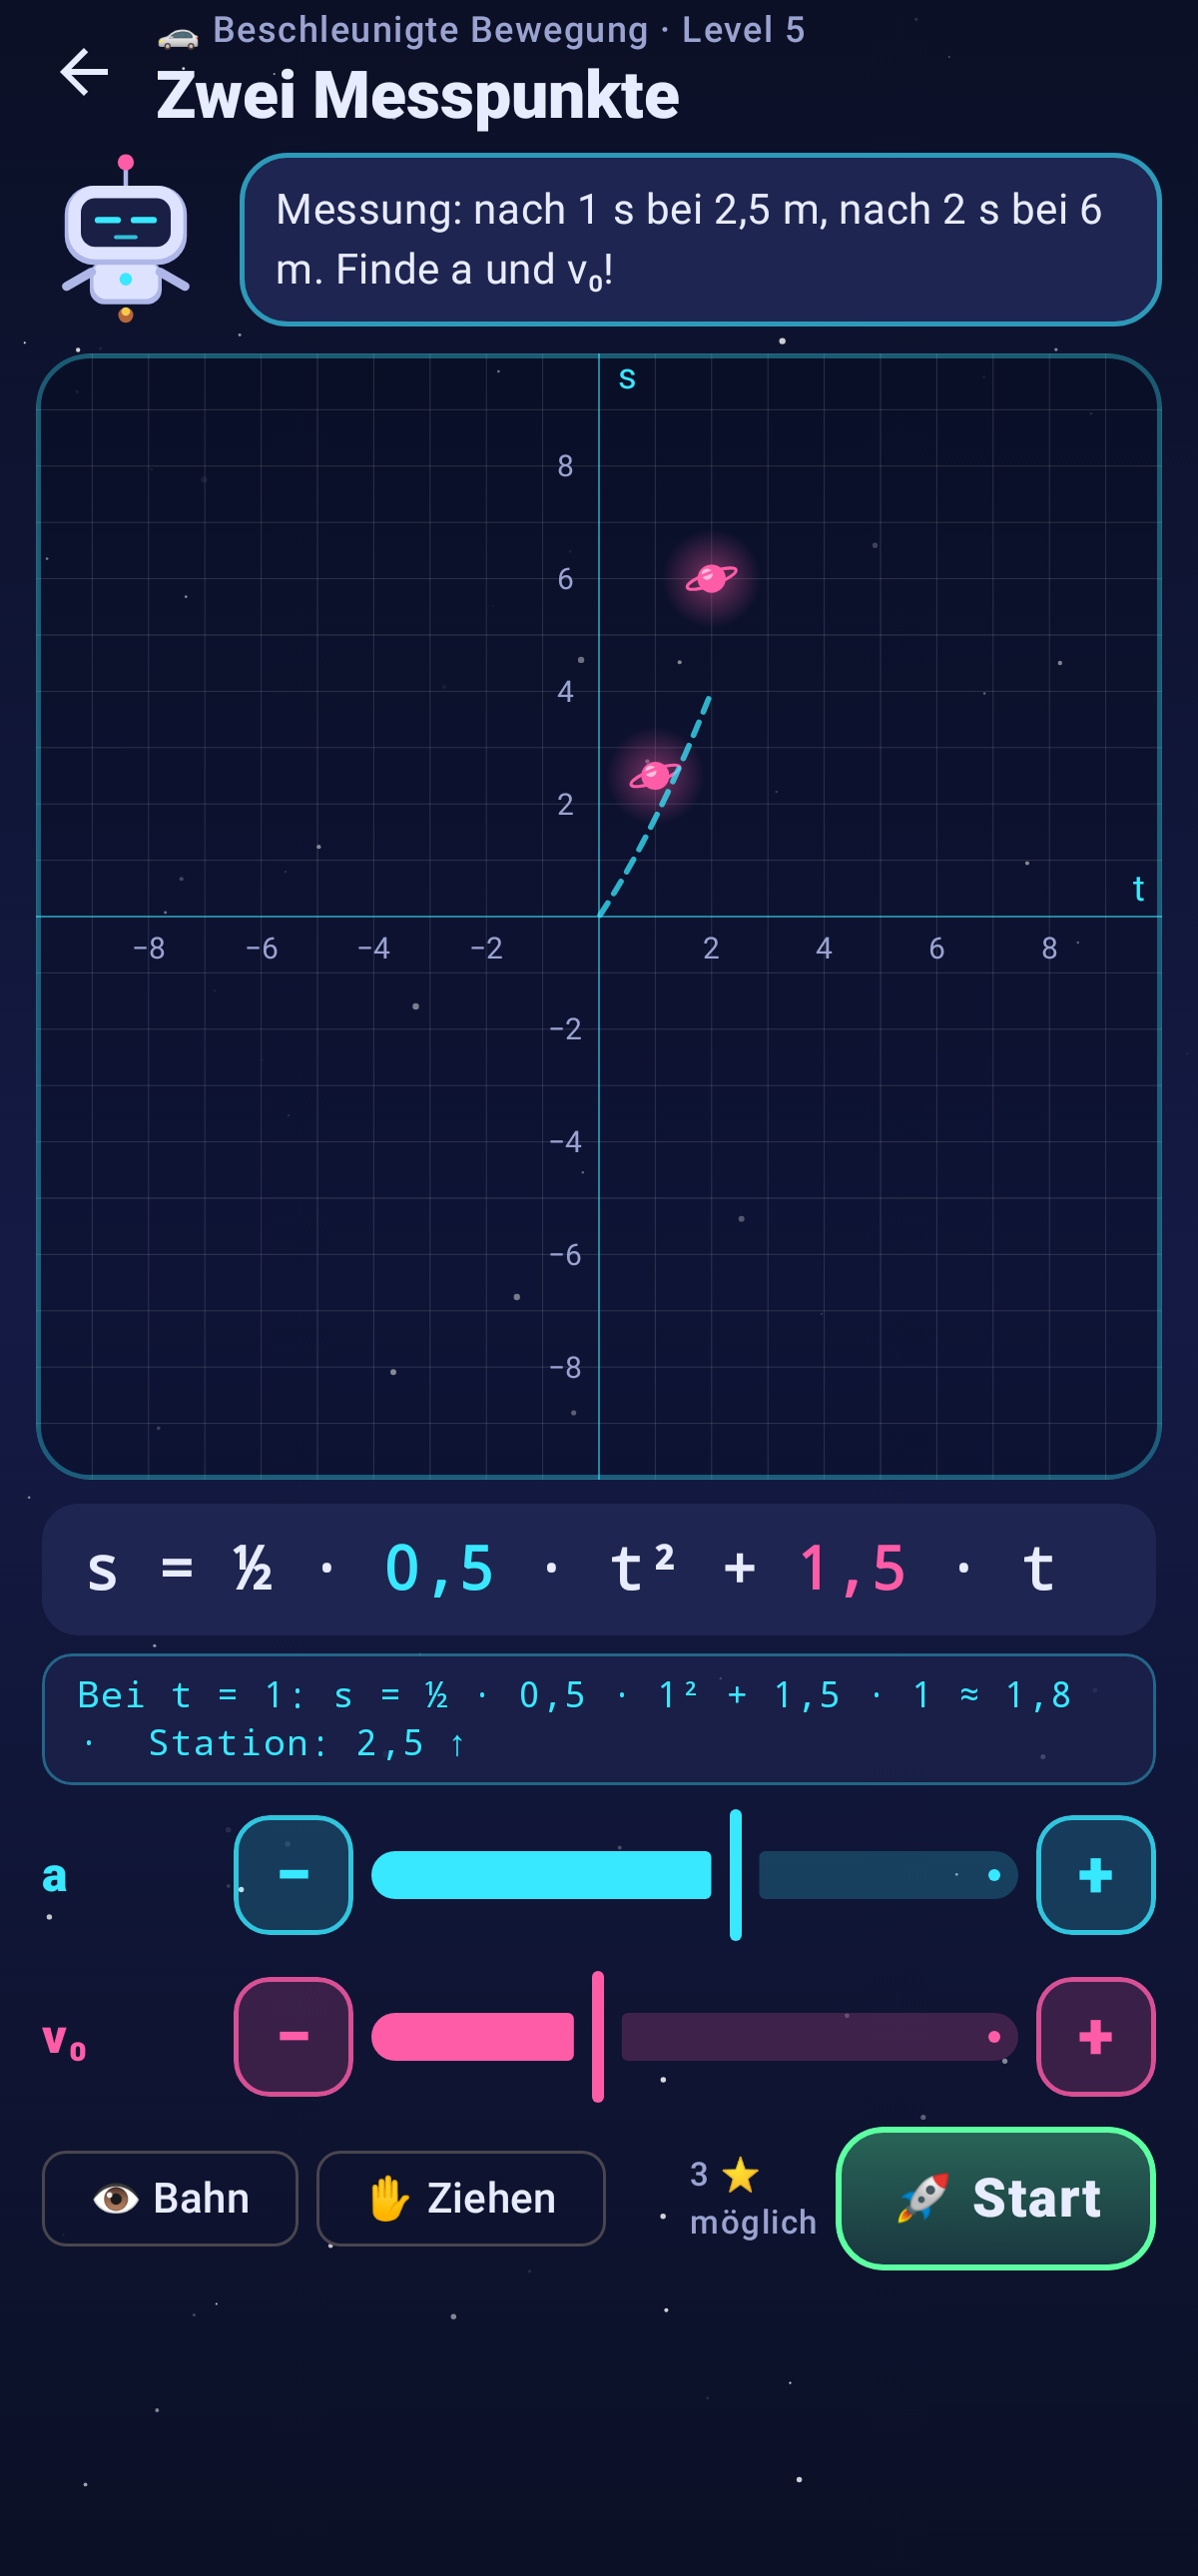 Beschleunigte Bewegung · Level 5
Zwei Messpunkte
Messung: nach 1 s bei 2,5 m, nach 2 s bei 6
m. Finde a und v₀!
s
8
6
4
2
t
−8 −6 −4 −2 2 4 6 8
−2
−4
−6
−8
s = ½ · 0,5 · t² + 1,5 · t
Bei t = 1: s = ½ · 0,5 · 1² + 1,5 · 1 ≈ 1,8
· Station: 2,5 ↑
a − +
v₀ − +
Bahn Ziehen 3 ⭐ möglich Start